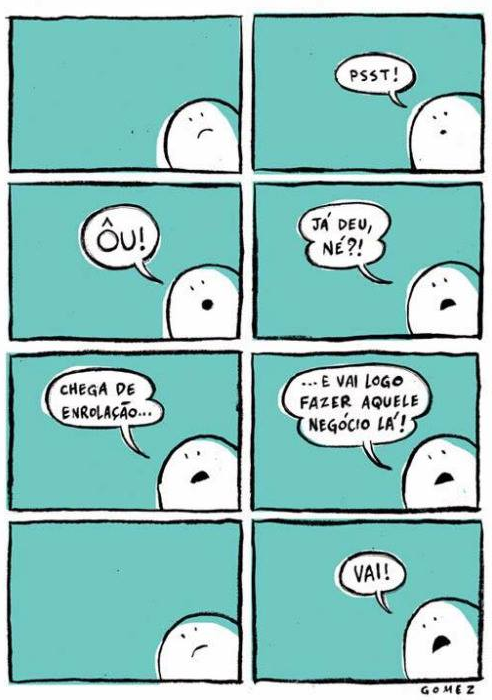 PSST!
ÔU!
JÁ DEU,
NÉ?!
CHEGA DE
ENROLAÇÃO...
...E VAI LOGO
FAZER AQUELE
NEGÓCIO LÁ!
VAI!
GOMEZ